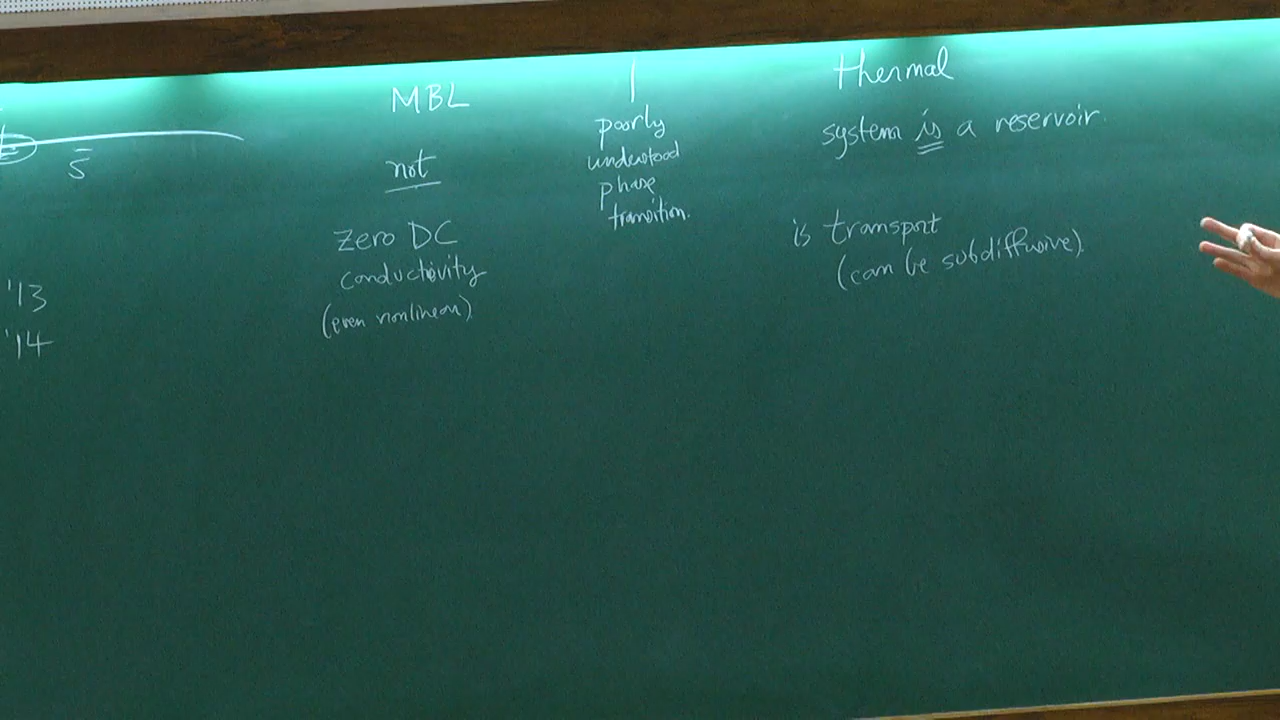 MBL
not
zero DC
conductivity
(even nonlinear)
poorly
understood
phase
transition.
thermal
system is a reservoir.
is transport
(can be subdiffusive).
5
'13
'14